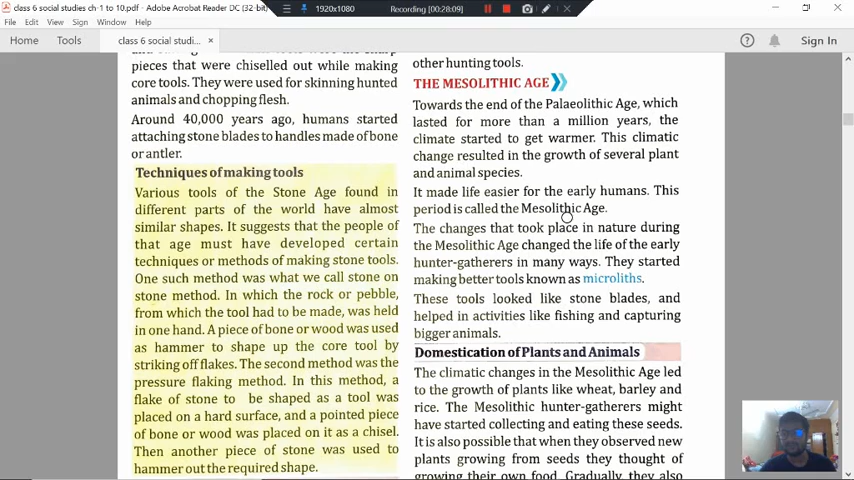 class 6 social studies ch-1 to 10.pdf - Adobe Acrobat Reader DC (32-bit)
1920x1080
Recording [00:28:09]
File Edit View Sign Window Help
Home Tools
class 6 social studi... ×
Sign In
pieces that were chiselled out while making
core tools. They were used for skinning hunted
animals and chopping flesh.
Around 40,000 years ago, humans started
attaching stone blades to handles made of bone
or antler.
Techniques of making tools
Various tools of the Stone Age found in
different parts of the world have almost
similar shapes. It suggests that the people of
that age must have developed certain
techniques or methods of making stone tools.
One such method was what we call stone on
stone method. In which the rock or pebble,
from which the tool had to be made, was held
in one hand. A piece of bone or wood was used
as hammer to shape up the core tool by
striking off flakes. The second method was the
pressure flaking method. In this method, a
flake of stone to be shaped as a tool was
placed on a hard surface, and a pointed piece
of bone or wood was placed on it as a chisel.
Then another piece of stone was used to
hammer out the required shape.
other hunting tools.
THE MESOLITHIC AGE
Towards the end of the Palaeolithic Age, which
lasted for more than a million years, the
climate started to get warmer. This climatic
change resulted in the growth of several plant
and animal species.
It made life easier for the early humans. This
period is called the Mesolithic Age.
The changes that took place in nature during
the Mesolithic Age changed the life of the early
hunter-gatherers in many ways. They started
making better tools known as microliths.
These tools looked like stone blades, and
helped in activities like fishing and capturing
bigger animals.
Domestication of Plants and Animals
The climatic changes in the Mesolithic Age led
to the growth of plants like wheat, barley and
rice. The Mesolithic hunter-gatherers might
have started collecting and eating these seeds.
It is also possible that when they observed new
plants growing from seeds they thought of
growing their own food. Gradually, they also